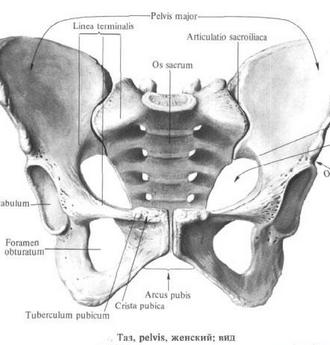 Pelvis major
Linea terminalis
Articulatio sacroiliaca
Os sacrum
Foramen
obturatum
Arcus pubis
Crista pubica
Tuberculum pubicum
Таз, pelvis, женский; вид